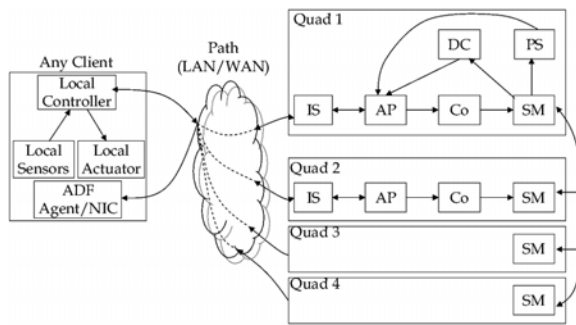 Any Client
Local
Controller
Local
Sensors
Local
Actuator
ADF
Agent/NIC
Path
(LAN/WAN)
Quad 1
DC
PS
IS
AP
Co
SM
Quad 2
IS
AP
Co
SM
Quad 3
SM
Quad 4
SM